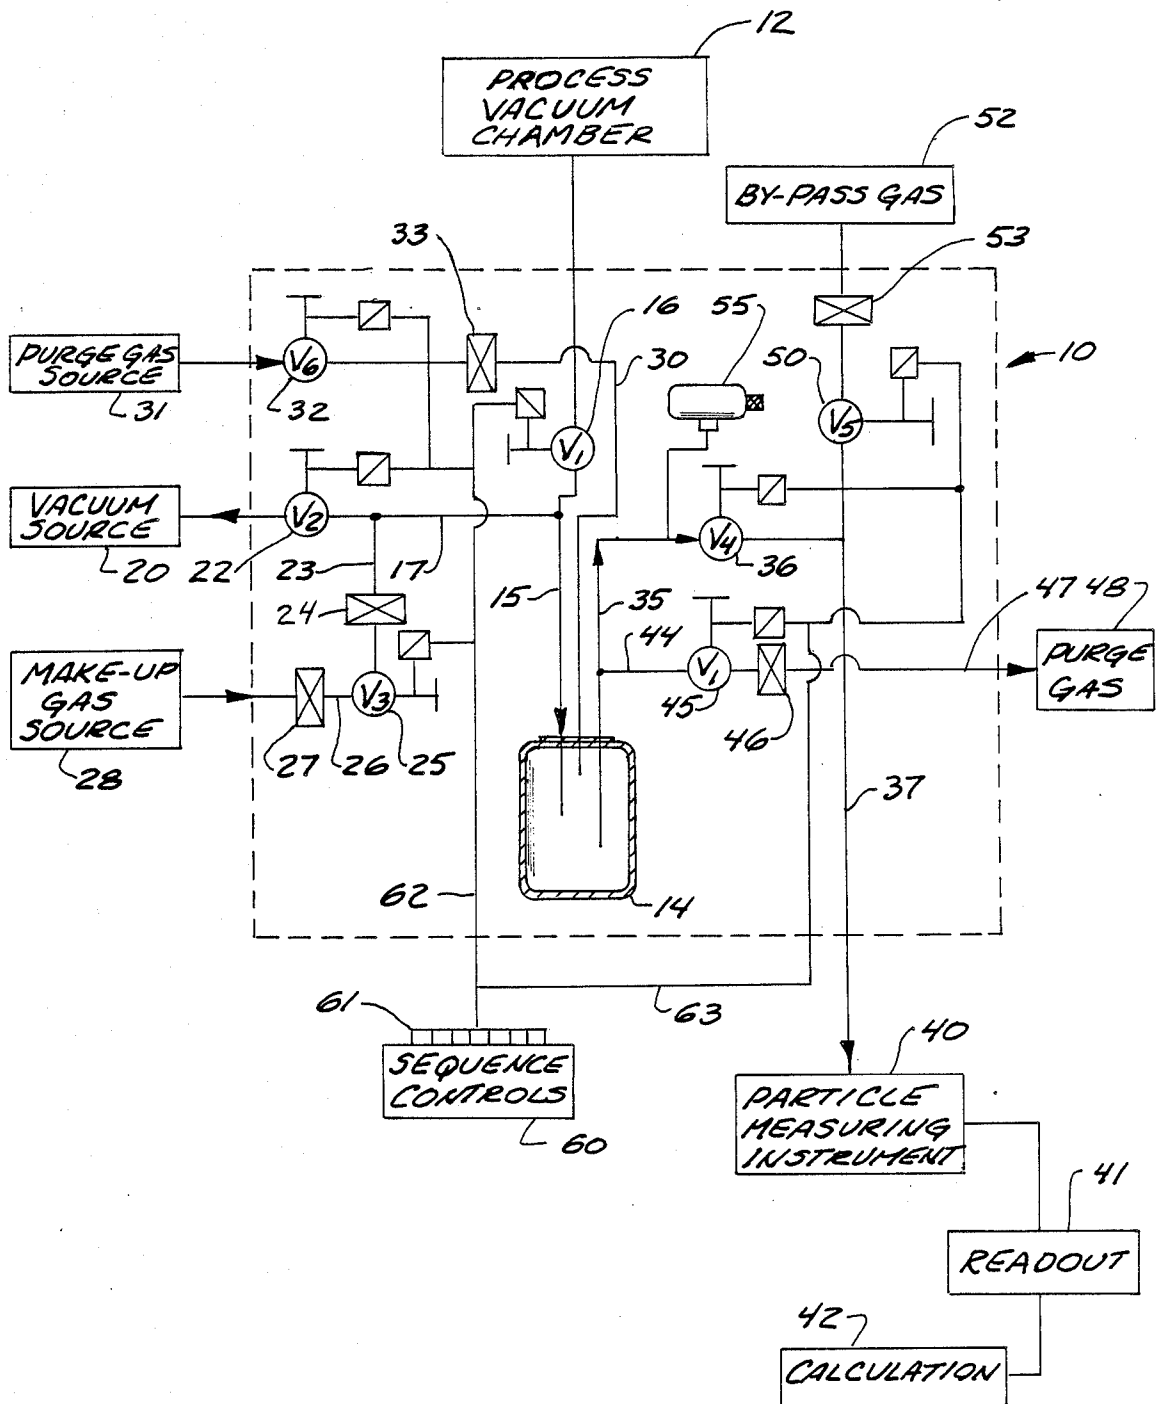 12
PROCESS
VACUUM
CHAMBER
52
BY-PASS GAS
33
53
16
55
10
PURGE GAS
SOURCE
31
V6
32
30
50
V5
V1
VACUUM
SOURCE
20
V2
22
23
17
15
V4
36
24
35
47
48
44
PURGE
GAS
MAKE-UP
GAS
SOURCE
28
V3
27
26
25
V1
45
46
37
62
14
61
63
SEQUENCE
CONTROLS
60
40
PARTICLE
MEASURING
INSTRUMENT
41
READOUT
42
CALCULATION